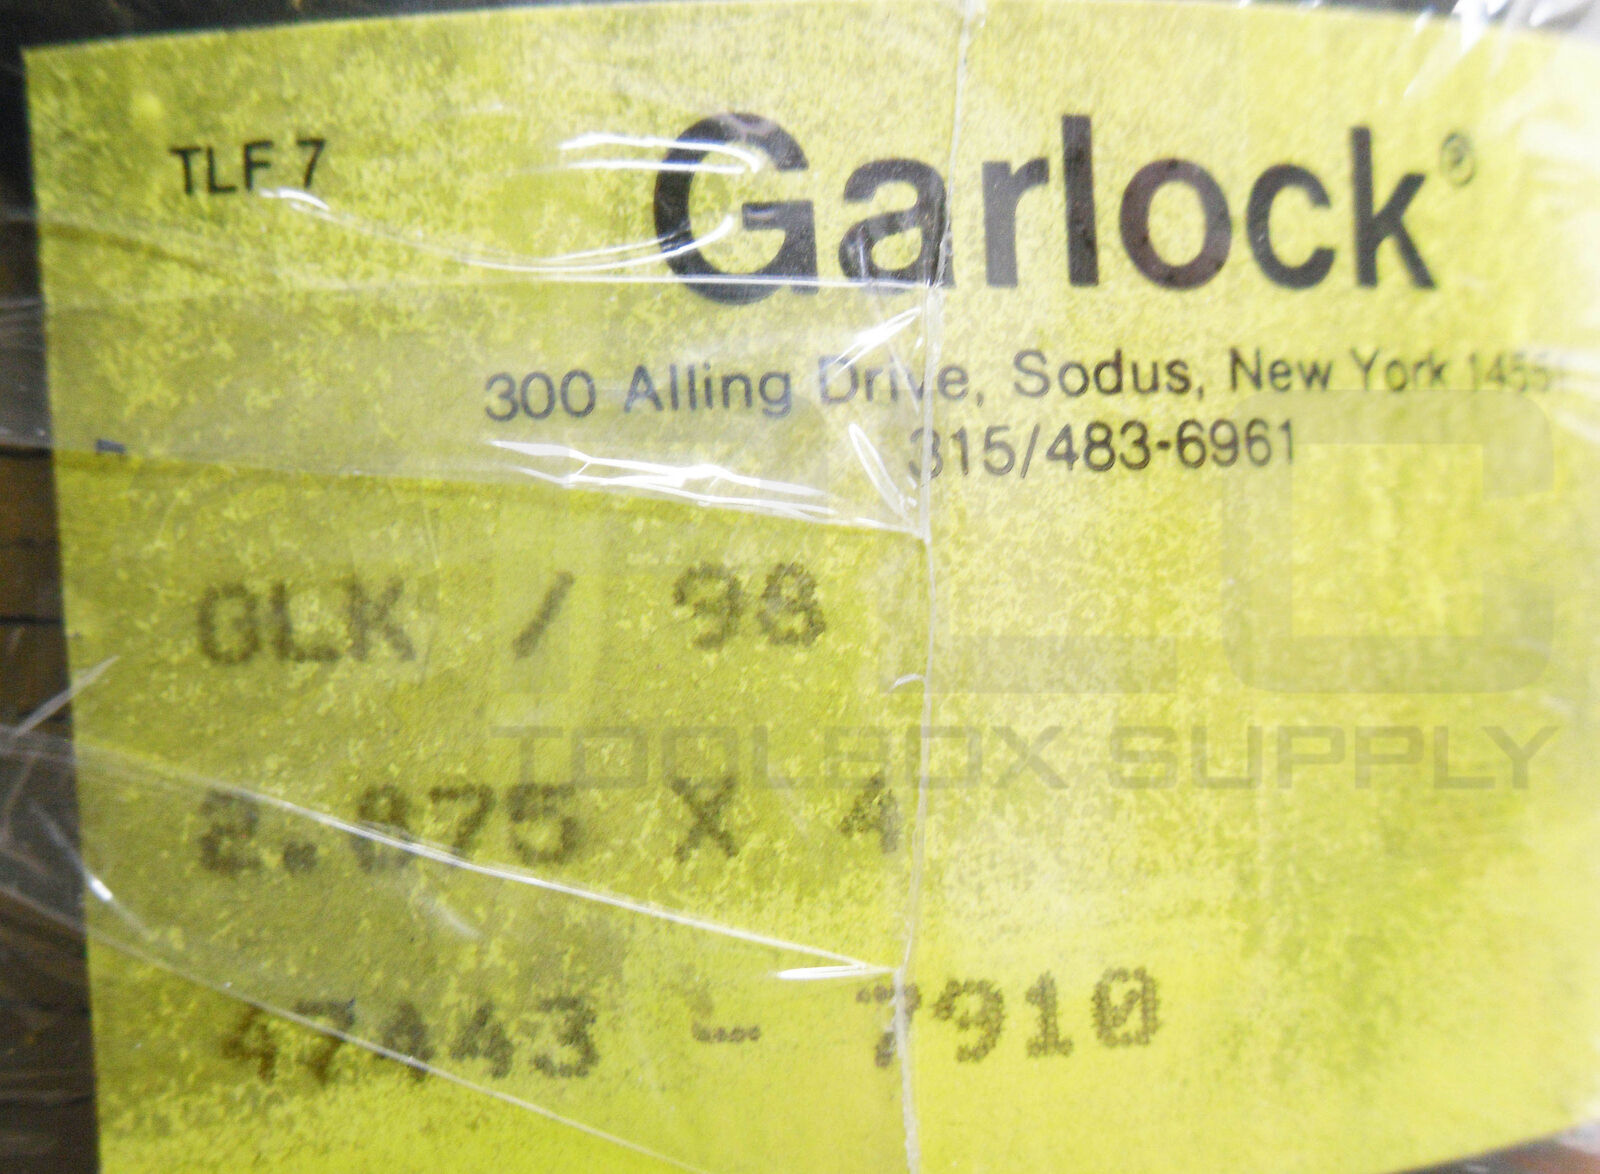 TLF 7
Garlock®
300 Alling Drive, Sodus, New York 14551
315/483-6961
GLK / 98
2.875 X 4
47443 - 7910
TOOLBOX SUPPLY